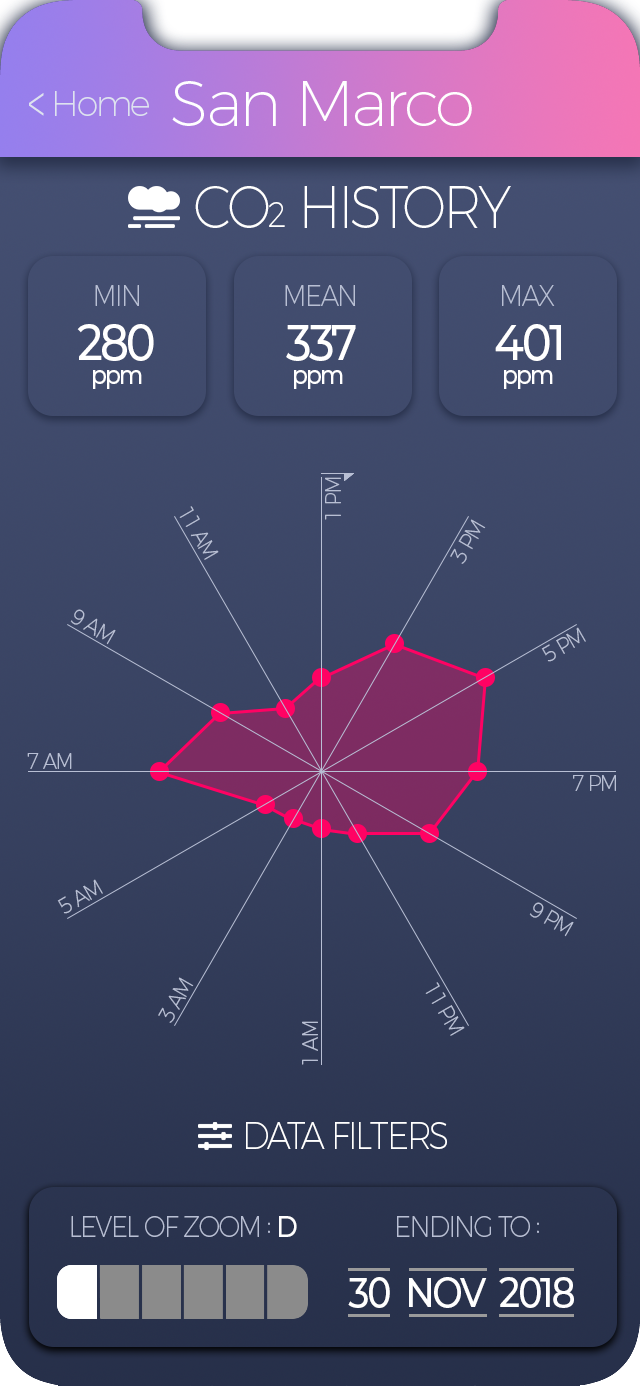 < Home San Marco
CO2 HISTORY
MIN
280
ppm
MEAN
337
ppm
MAX
401
ppm
1 PM
3 PM
5 PM
7 PM
9 PM
11 PM
1 AM
3 AM
5 AM
7 AM
9 AM
11 AM
DATA FILTERS
LEVEL OF ZOOM : D
ENDING TO :
30 NOV 2018